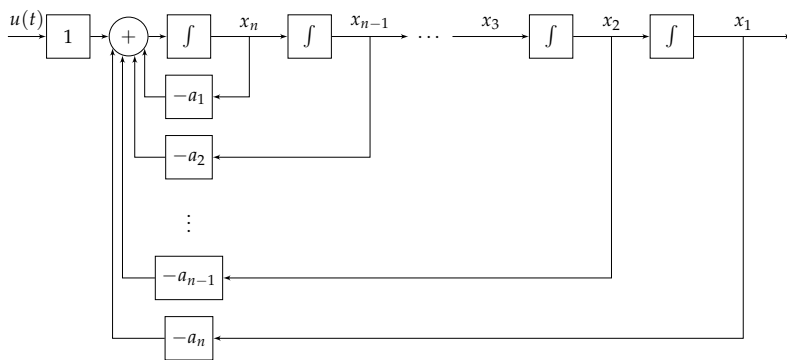 u(t) 1 + ∫ x_n ∫ x_{n−1} ⋯ x_3 ∫ x_2 ∫ x_1
−a_1
−a_2
⋮
−a_{n−1}
−a_n